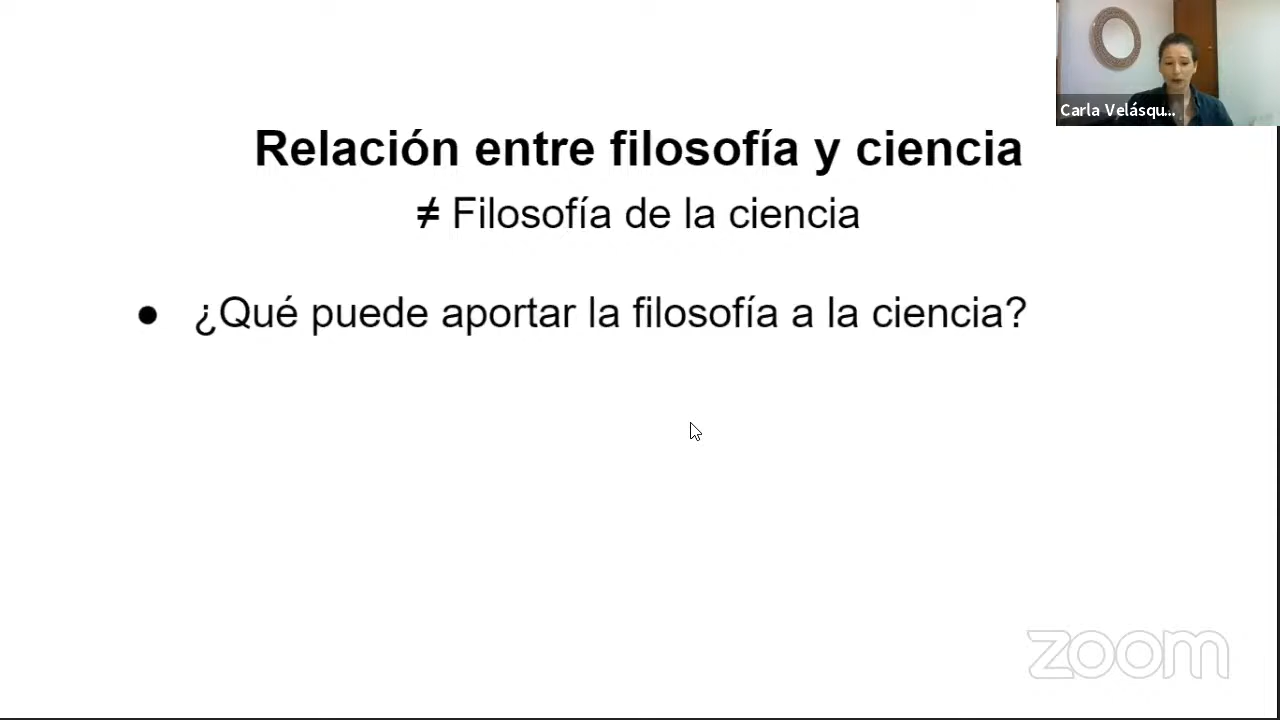 Relación entre filosofía y ciencia
≠ Filosofía de la ciencia
● ¿Qué puede aportar la filosofía a la ciencia?
Carla Velásqu...
zoom